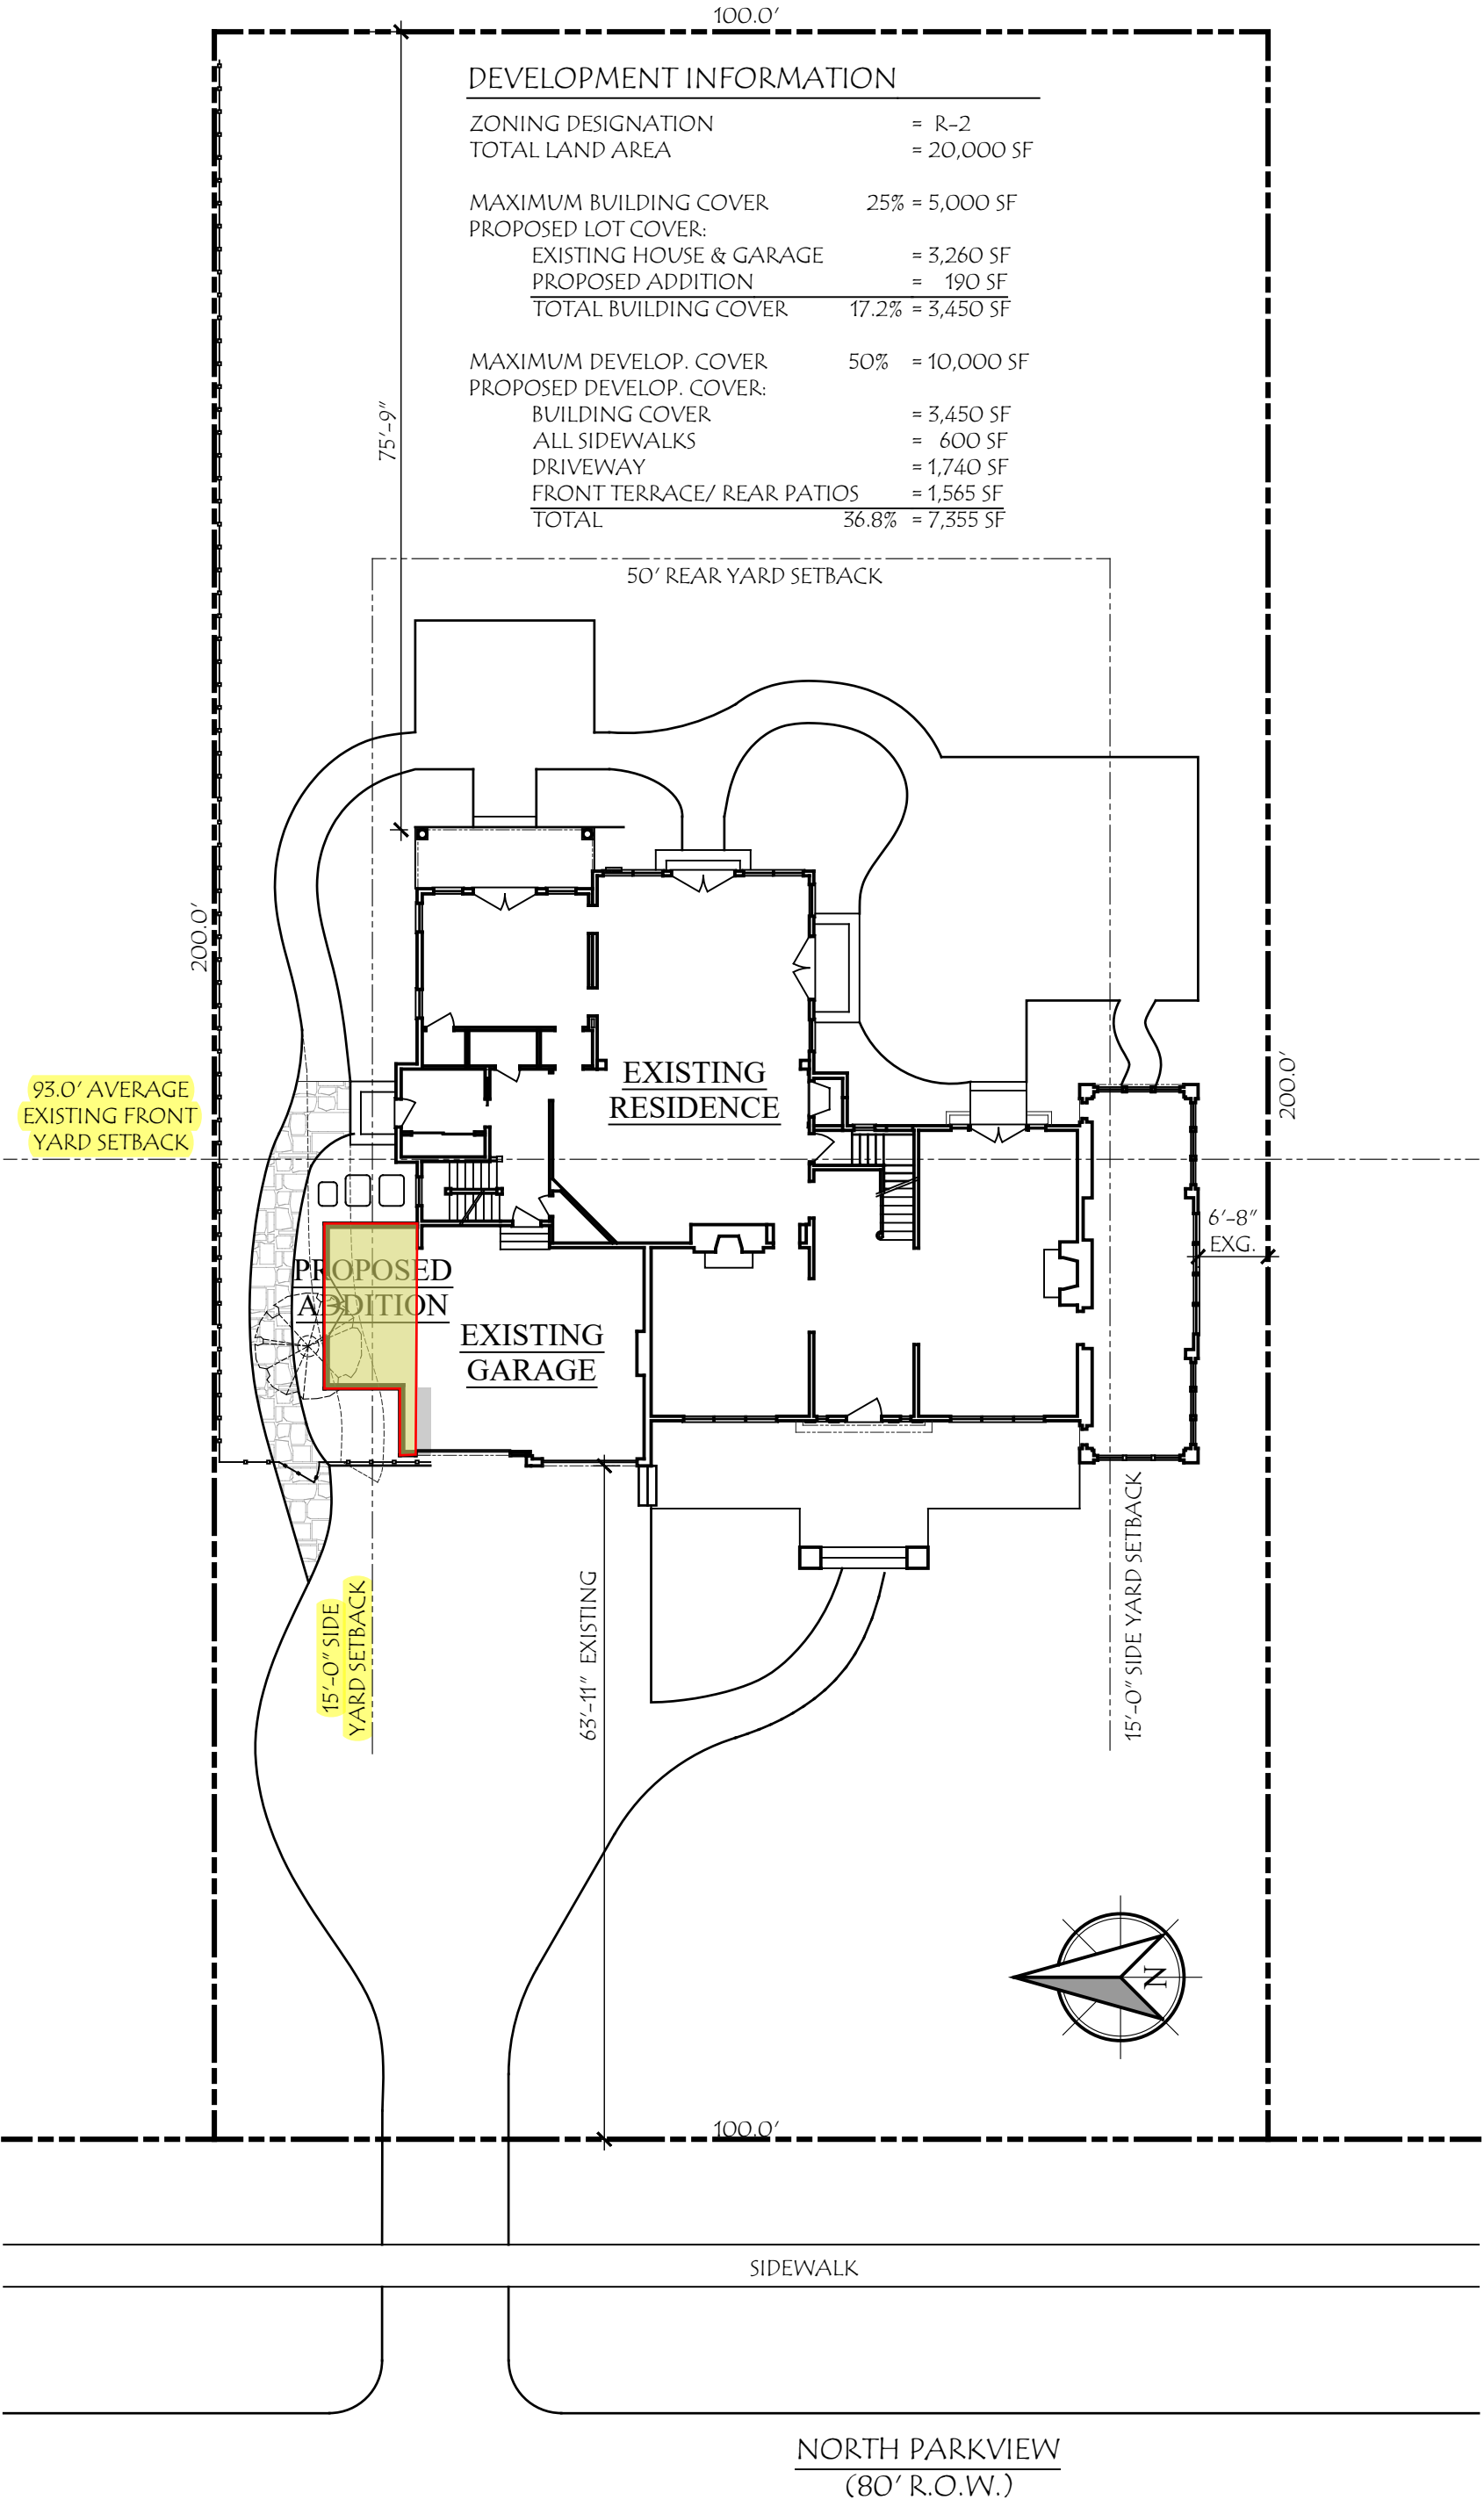 100.0'
DEVELOPMENT INFORMATION
ZONING DESIGNATION = R-2
TOTAL LAND AREA = 20,000 SF
MAXIMUM BUILDING COVER 25% = 5,000 SF
PROPOSED LOT COVER:
EXISTING HOUSE & GARAGE = 3,260 SF
PROPOSED ADDITION = 190 SF
TOTAL BUILDING COVER 17.2% = 3,450 SF
MAXIMUM DEVELOP. COVER 50% = 10,000 SF
PROPOSED DEVELOP. COVER:
BUILDING COVER = 3,450 SF
ALL SIDEWALKS = 600 SF
DRIVEWAY = 1,740 SF
FRONT TERRACE/ REAR PATIOS = 1,565 SF
TOTAL 36.8% = 7,355 SF
75'-9"
50' REAR YARD SETBACK
200.0'
EXISTING
RESIDENCE
200.0'
93.0' AVERAGE
EXISTING FRONT
YARD SETBACK
6'-8"
EXG.
PROPOSED
ADDITION
EXISTING
GARAGE
15'-0" SIDE
YARD SETBACK
63'-11" EXISTING
15'-0" SIDE YARD SETBACK
N
100.0'
SIDEWALK
NORTH PARKVIEW
(80' R.O.W.)